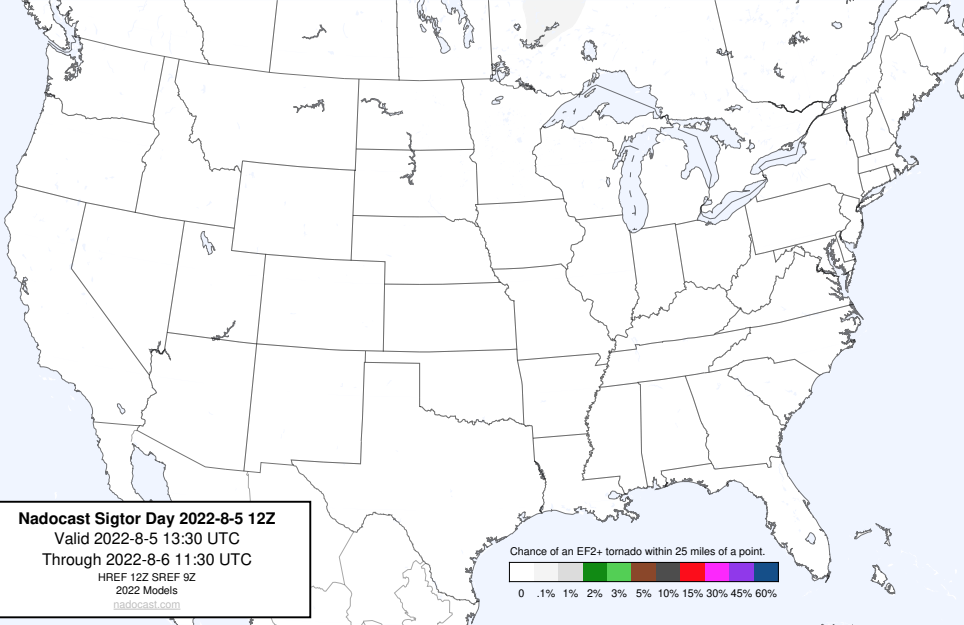 Nadocast Sigtor Day 2022-8-5 12Z
Valid 2022-8-5 13:30 UTC
Through 2022-8-6 11:30 UTC
HREF 12Z SREF 9Z
2022 Models
nadocast.com
Chance of an EF2+ tornado within 25 miles of a point.
0 .1% 1% 2% 3% 5% 10% 15% 30% 45% 60%